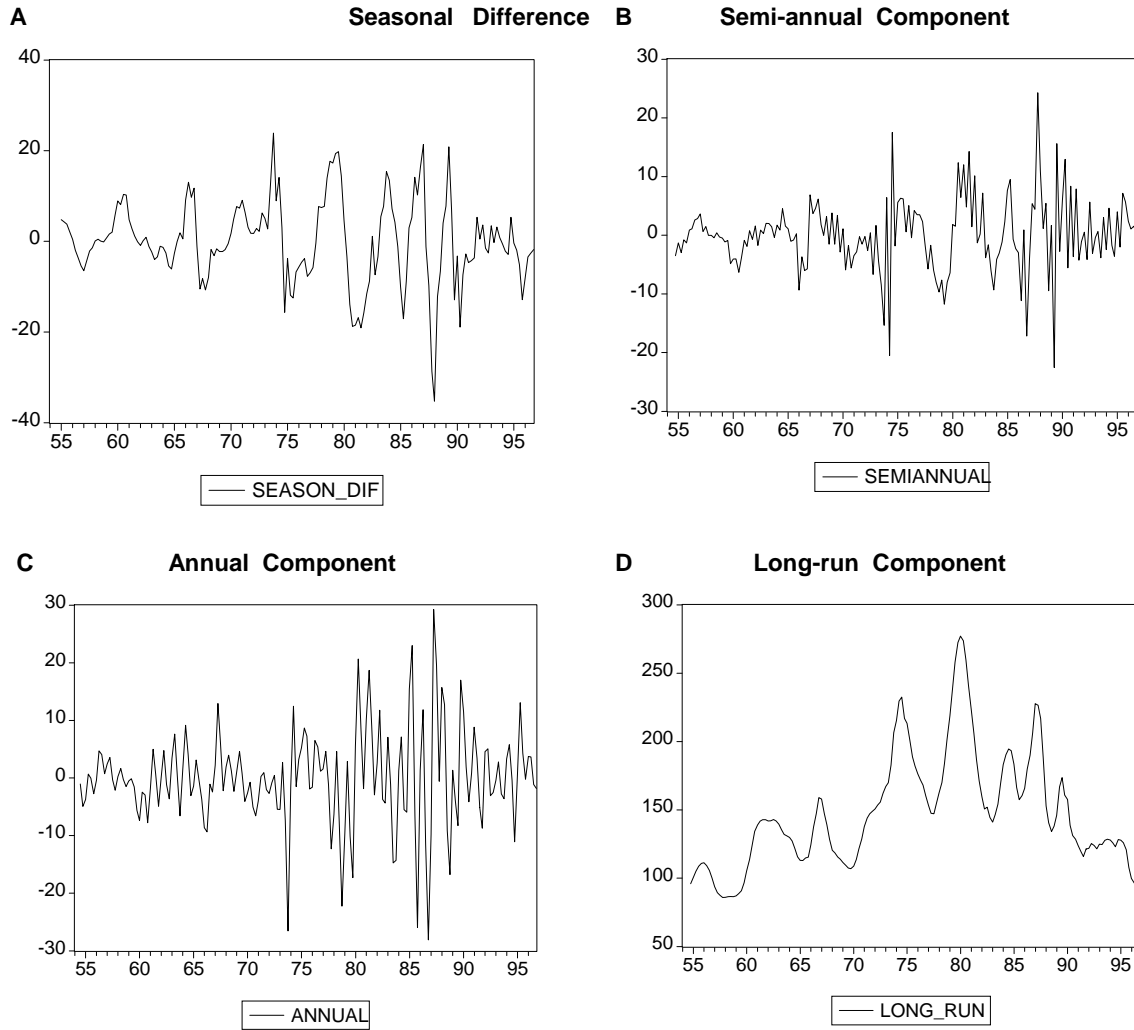 A Seasonal Difference
40
20
0
-20
-40
55 60 65 70 75 80 85 90 95
SEASON_DIF
B Semi-annual Component
30
20
10
0
-10
-20
-30
55 60 65 70 75 80 85 90 95
SEMIANNUAL
C Annual Component
30
20
10
0
-10
-20
-30
55 60 65 70 75 80 85 90 95
ANNUAL
D Long-run Component
300
250
200
150
100
50
55 60 65 70 75 80 85 90 95
LONG_RUN